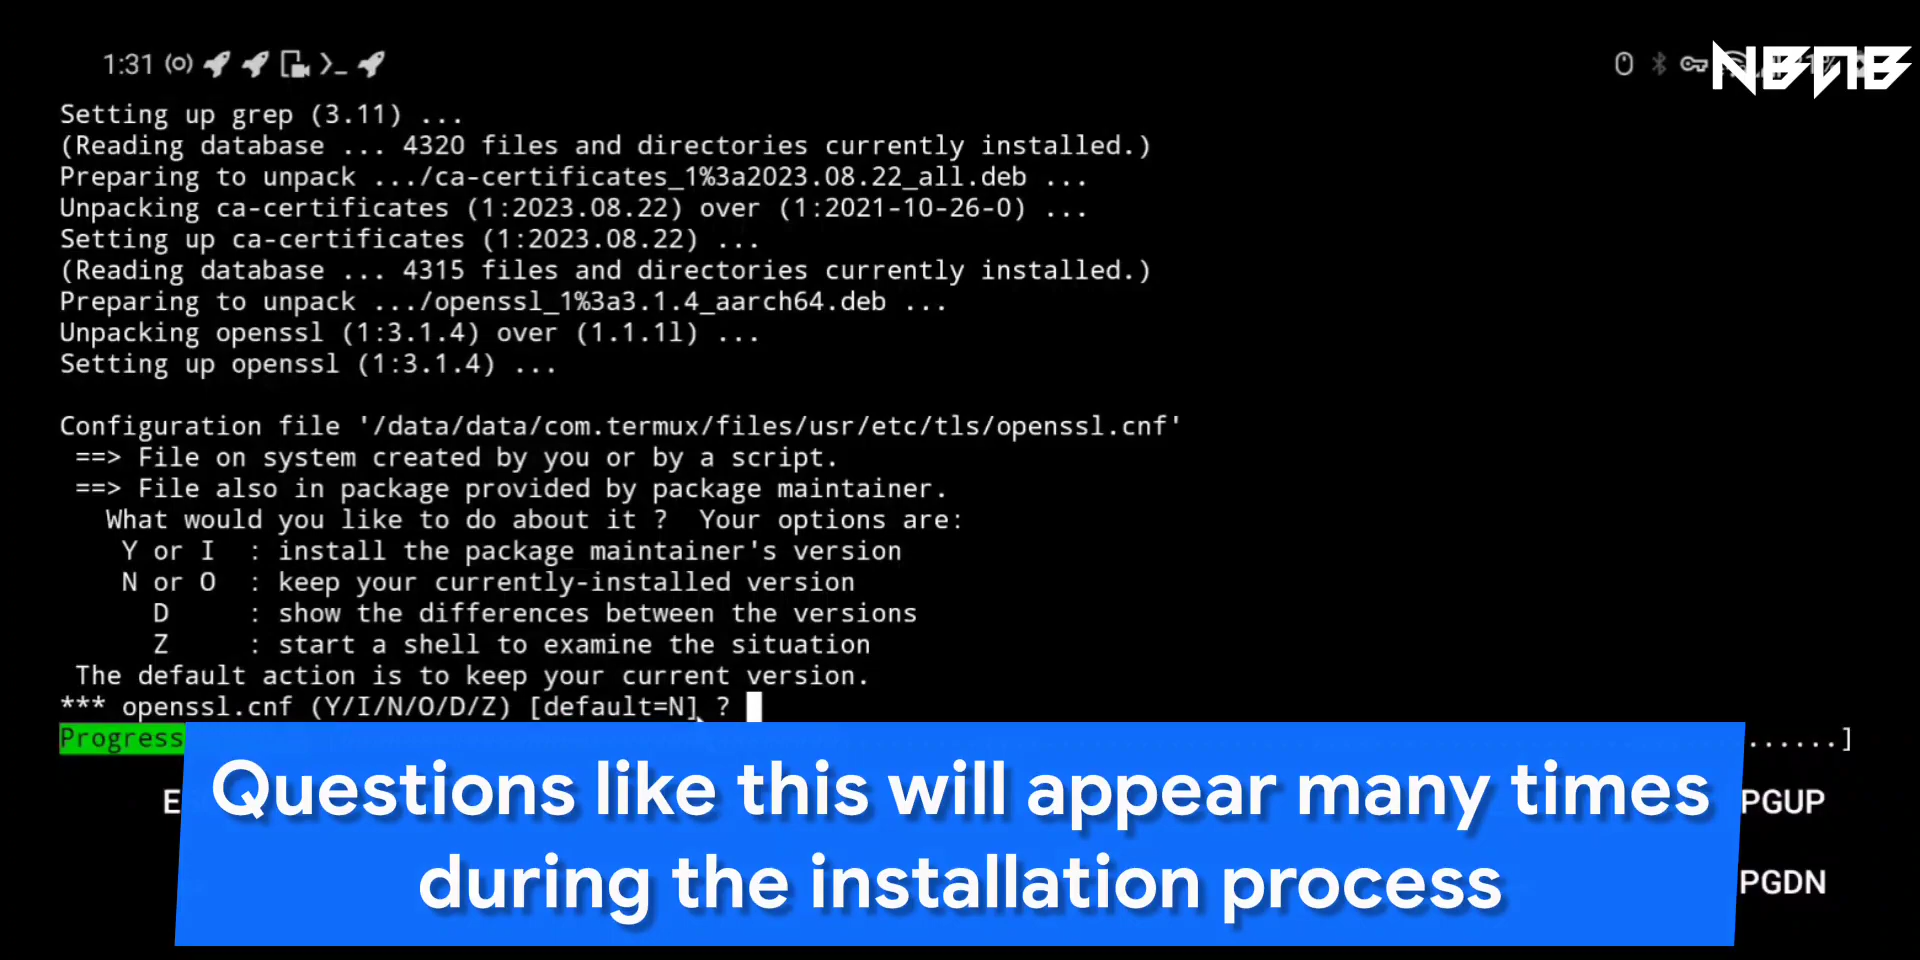 1:31
NBAB
Setting up grep (3.11) ...
(Reading database ... 4320 files and directories currently installed.)
Preparing to unpack .../ca-certificates_1%3a2023.08.22_all.deb ...
Unpacking ca-certificates (1:2023.08.22) over (1:2021-10-26-0) ...
Setting up ca-certificates (1:2023.08.22) ...
(Reading database ... 4315 files and directories currently installed.)
Preparing to unpack .../openssl_1%3a3.1.4_aarch64.deb ...
Unpacking openssl (1:3.1.4) over (1.1.1l) ...
Setting up openssl (1:3.1.4) ...
Configuration file '/data/data/com.termux/files/usr/etc/tls/openssl.cnf'
==> File on system created by you or by a script.
==> File also in package provided by package maintainer.
What would you like to do about it ?  Your options are:
Y or I  : install the package maintainer's version
N or O  : keep your currently-installed version
D     : show the differences between the versions
Z     : start a shell to examine the situation
The default action is to keep your current version.
*** openssl.cnf (Y/I/N/O/D/Z) [default=N] ?
Progress ......]
Questions like this will appear many times
during the installation process
E
PGUP
PGDN